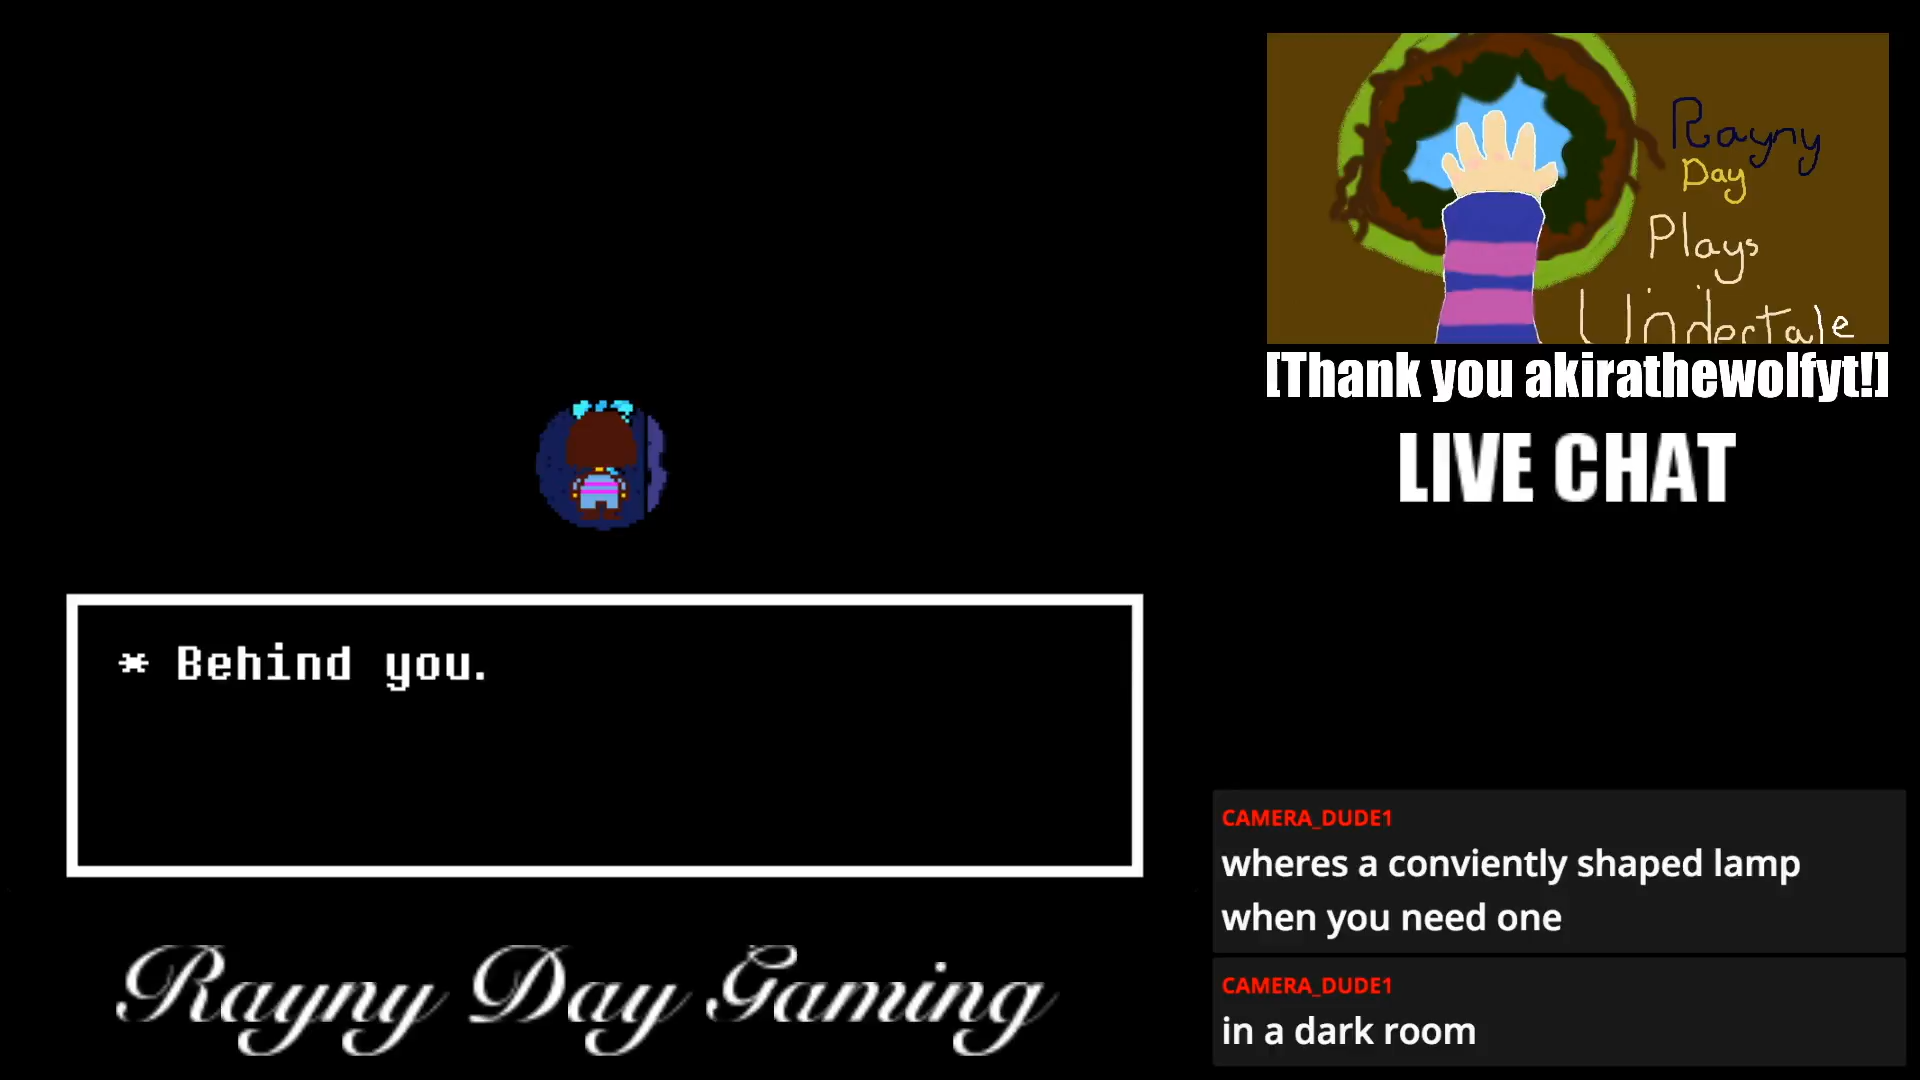 Rayny
Day
Plays
Undertale
[Thank you akirathewolfyt!]
LIVE CHAT
* Behind you.
CAMERA_DUDE1
wheres a conviently shaped lamp
when you need one
CAMERA_DUDE1
in a dark room
Rayny Day Gaming